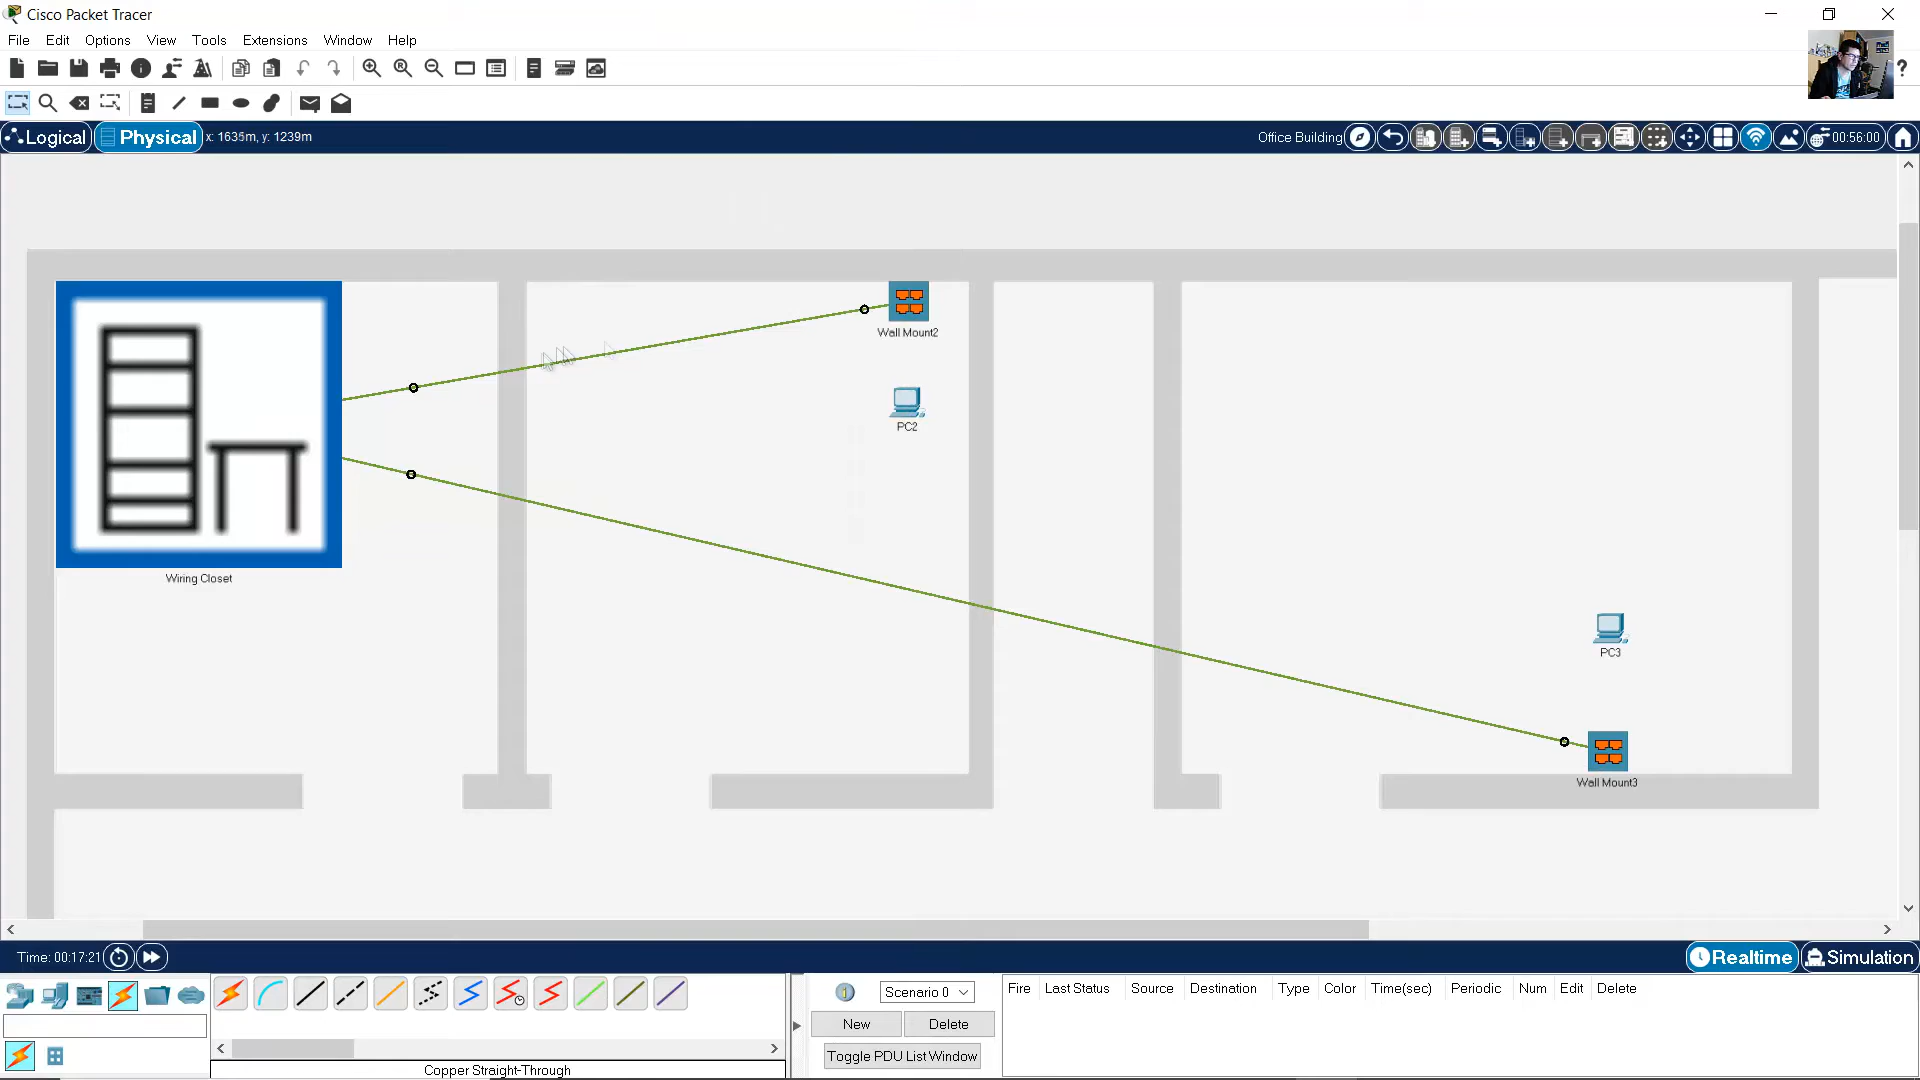 Cisco Packet Tracer
File Edit Options View Tools Extensions Window Help
?
Logical Physical x: 1635m, y: 1239m Office Building 00:56:00
Wall Mount2
PC2
Wiring Closet
PC3
Wall Mount3
Time: 00:17:21 Realtime Simulation
Scenario 0 Fire Last Status Source Destination Type Color Time(sec) Periodic Num Edit Delete
New Delete
Toggle PDU List Window
Copper Straight-Through